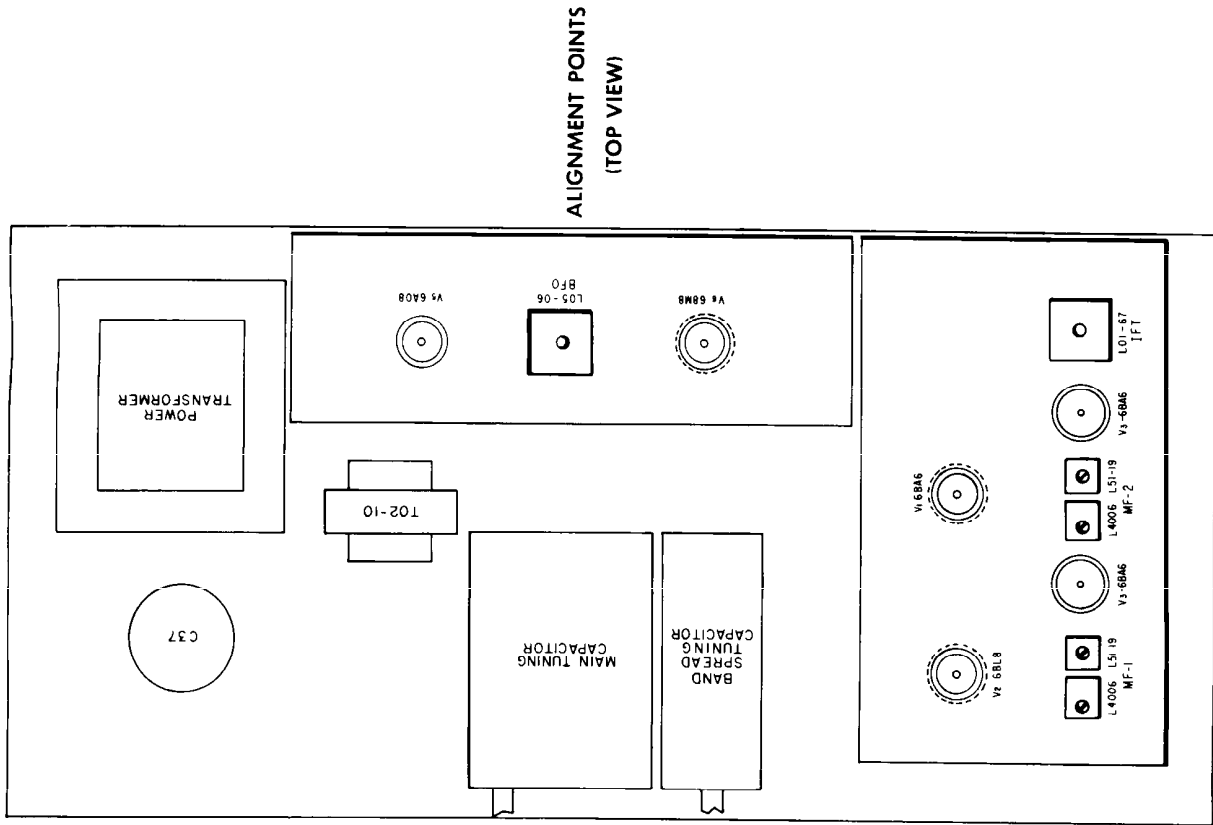 ALIGNMENT POINTS
(TOP VIEW)
POWER
TRANSFORMER
V5 6AQ8
L05-06
BFO
V6 6BM8
T02-10
C37
MAIN TUNING
CAPACITOR
BAND
SPREAD
TUNING
CAPACITOR
V1 6BA6
V2 6BL8
L01-67
IFT
V3-6BA6
L4006 L51-19
MF-2
V3-6BA6
L4006 L51-19
MF-1